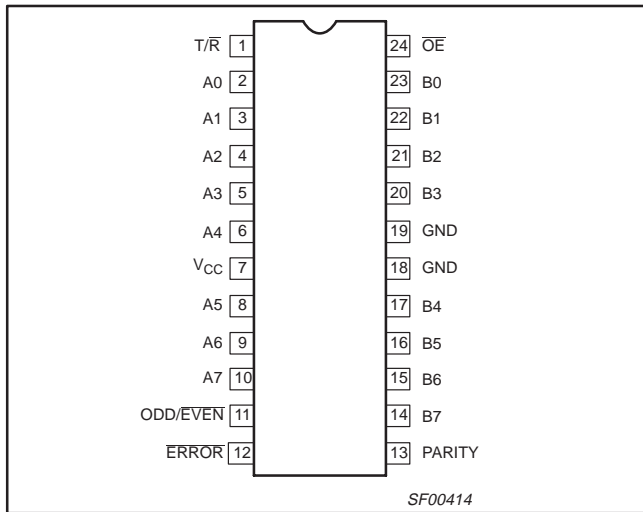 T/R 1 24 OE
A0 2 23 B0
A1 3 22 B1
A2 4 21 B2
A3 5 20 B3
A4 6 19 GND
VCC 7 18 GND
A5 8 17 B4
A6 9 16 B5
A7 10 15 B6
ODD/EVEN 11 14 B7
ERROR 12 13 PARITY
SF00414